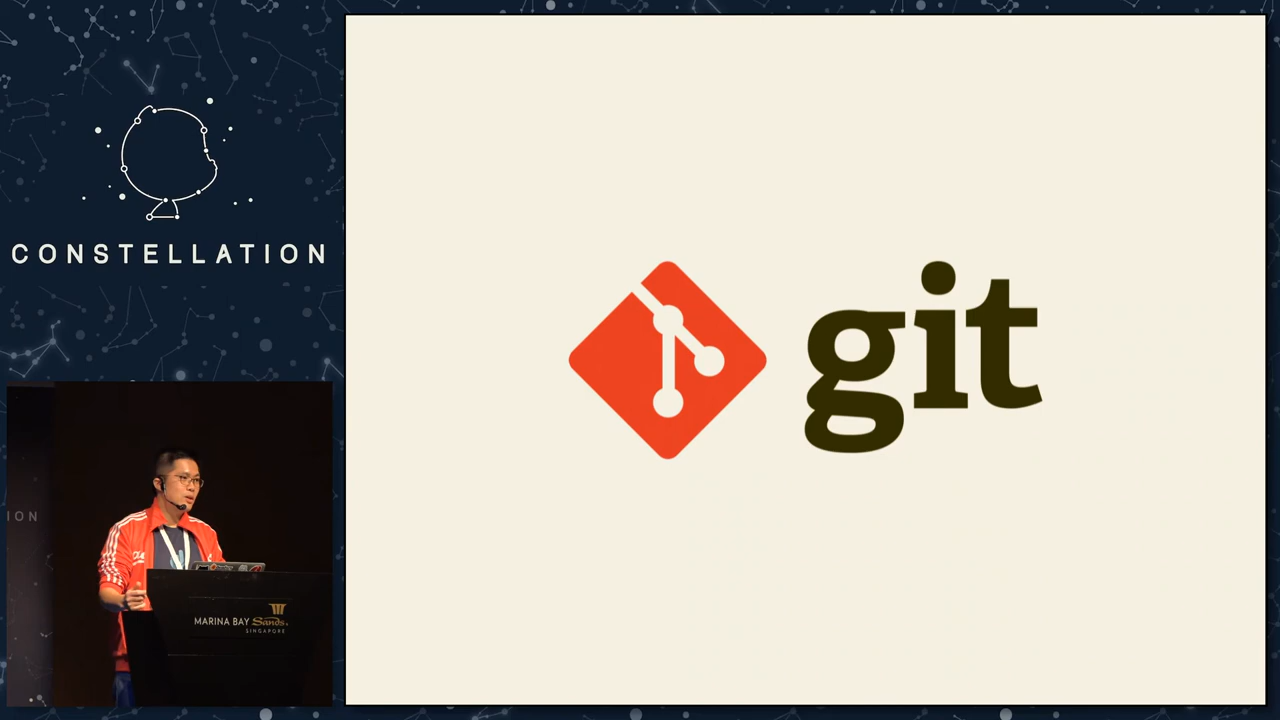 CONSTELLATION
git
ION
MARINA BAY Sands.
SINGAPORE